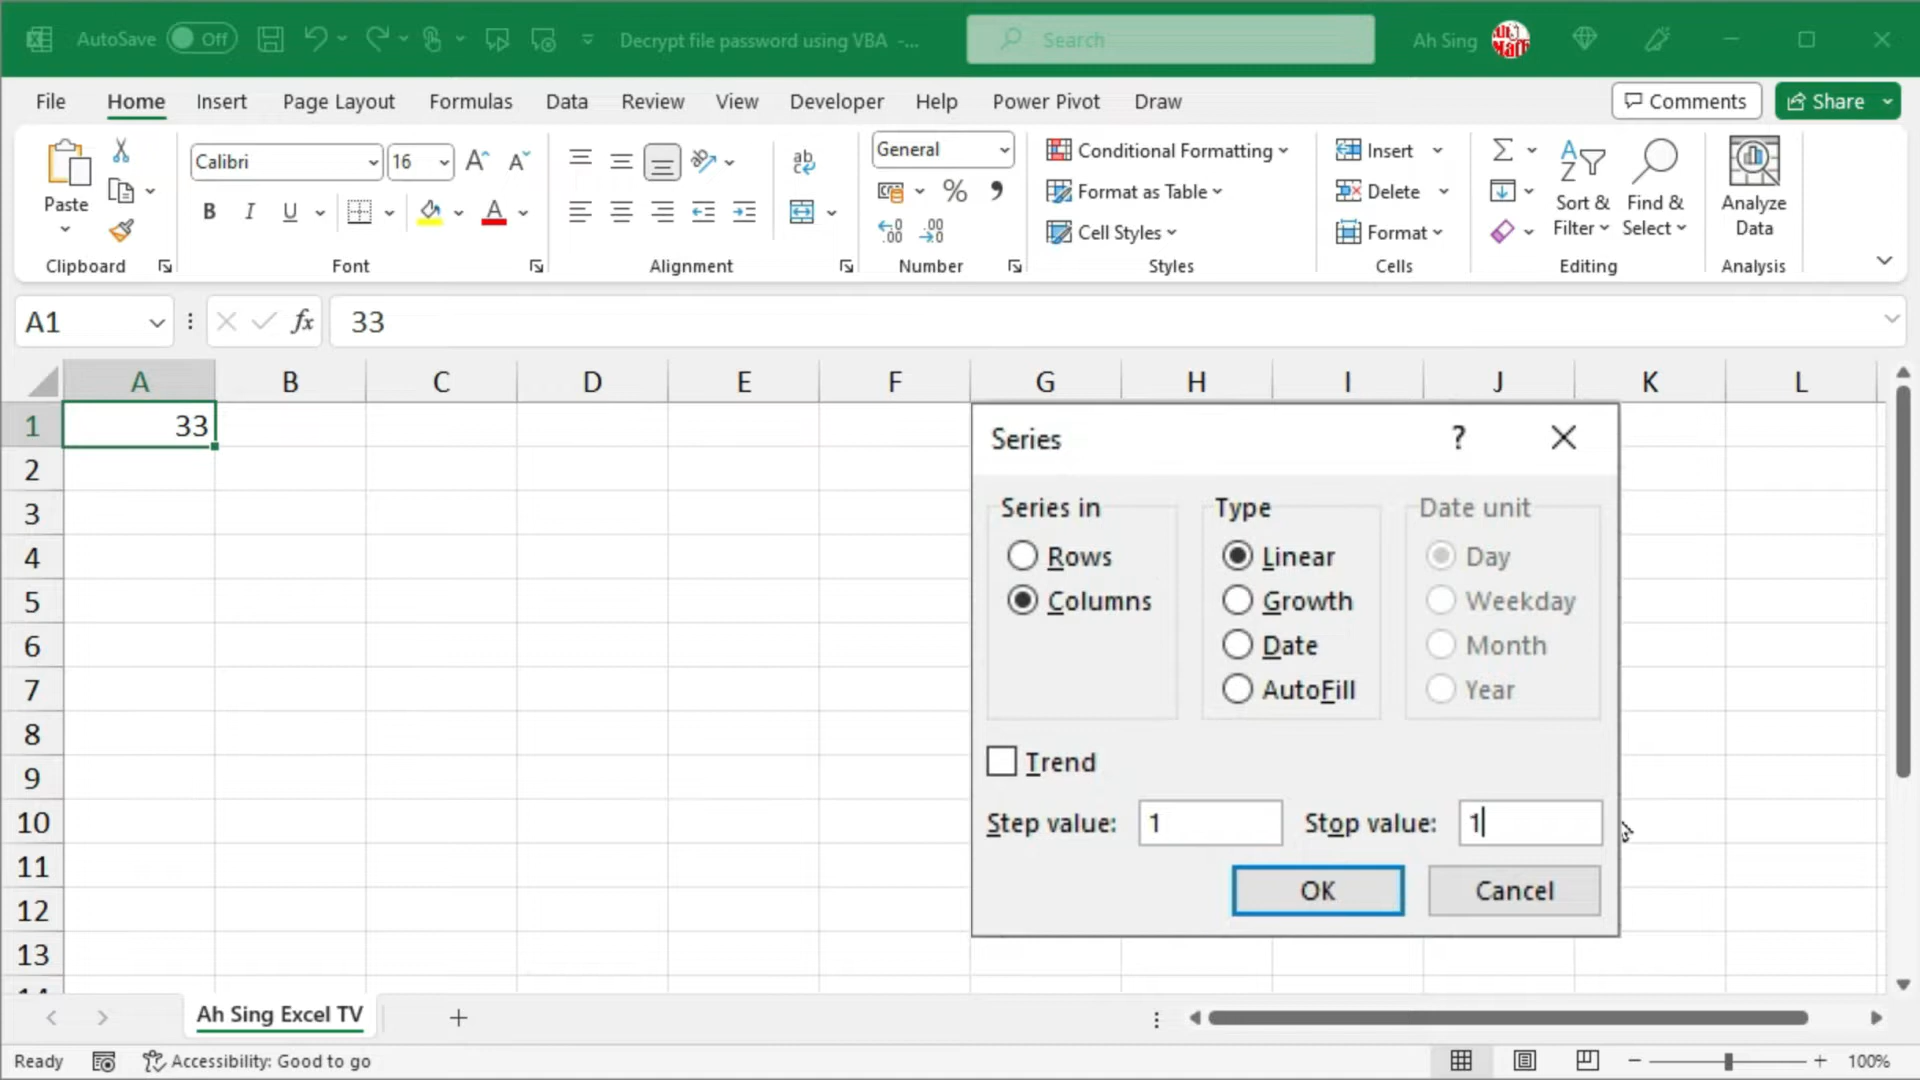 AutoSave Off Decrypt file password using VBA -... Search Ah Sing
File Home Insert Page Layout Formulas Data Review View Developer Help Power Pivot Draw Comments Share
Paste
Calibri 16
B I U A
ab
General
% ,
Conditional Formatting
Format as Table
Cell Styles
Insert
Delete
Format
Sort & Filter
Find & Select
Analyze Data
Clipboard Font Alignment Number Styles Cells Editing Analysis
A1 fx 33
A B C D E F G H I J K L
1 33
2
3
4
5
6
7
8
9
10
11
12
13
Series ? 
Series in Type Date unit
Rows Linear Day
Columns Growth Weekday
Date Month
AutoFill Year
Trend
Step value: 1 Stop value: 1
OK Cancel
Ah Sing Excel TV
Ready Accessibility: Good to go 100%